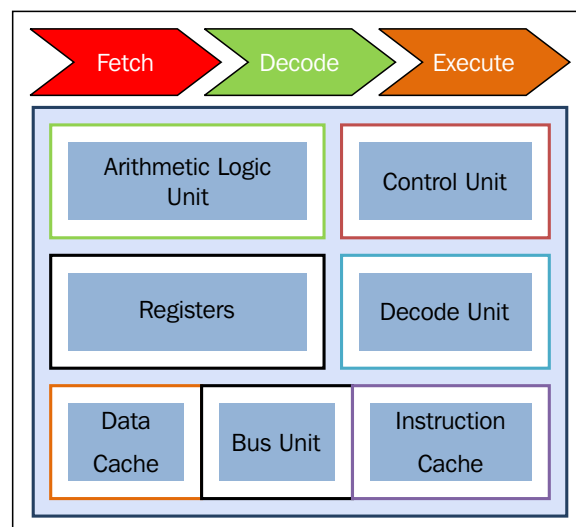 Fetch
Decode
Execute
Arithmetic Logic
Unit
Control Unit
Registers
Decode Unit
Data
Cache
Bus Unit
Instruction
Cache